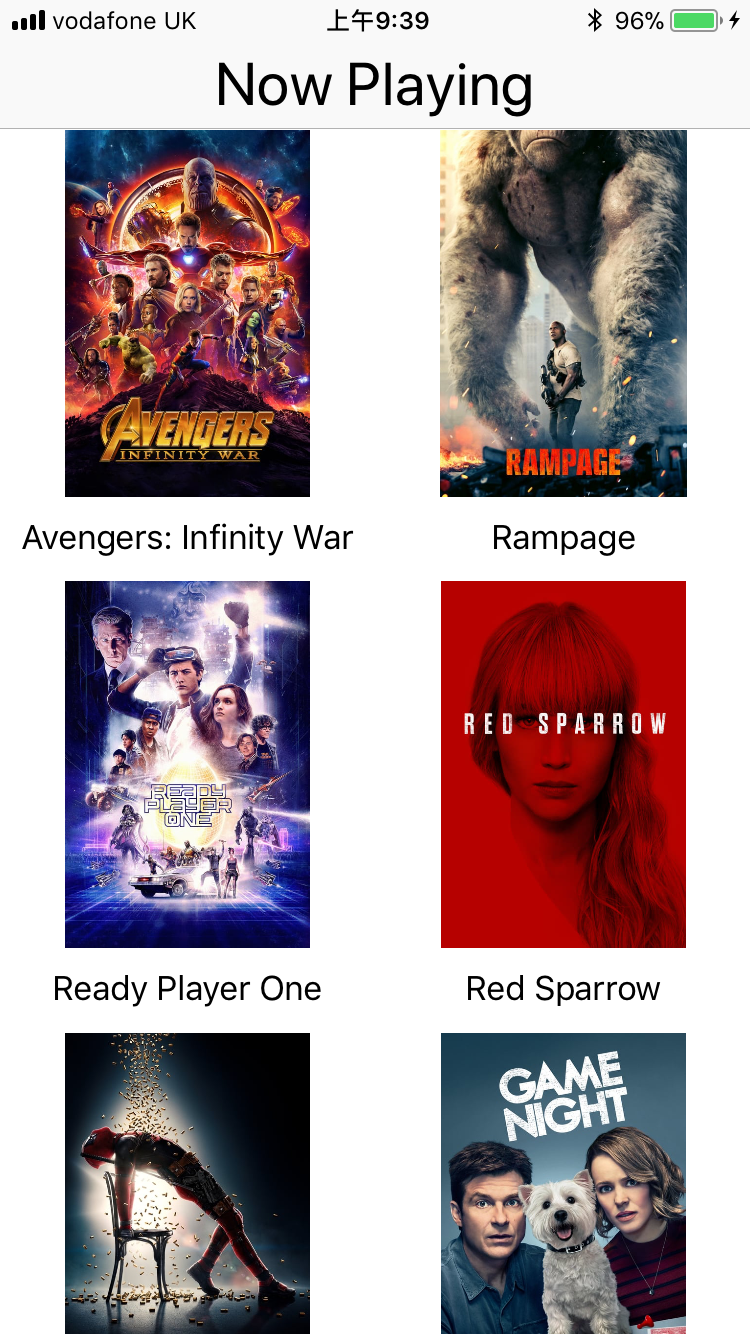 vodafone UK 上午9:39 96%
Now Playing
AVENGERS
INFINITY WAR
RAMPAGE
Avengers: Infinity War
Rampage
READY
PLAYER
ONE
RED SPARROW
Ready Player One
Red Sparrow
GAME
NIGHT